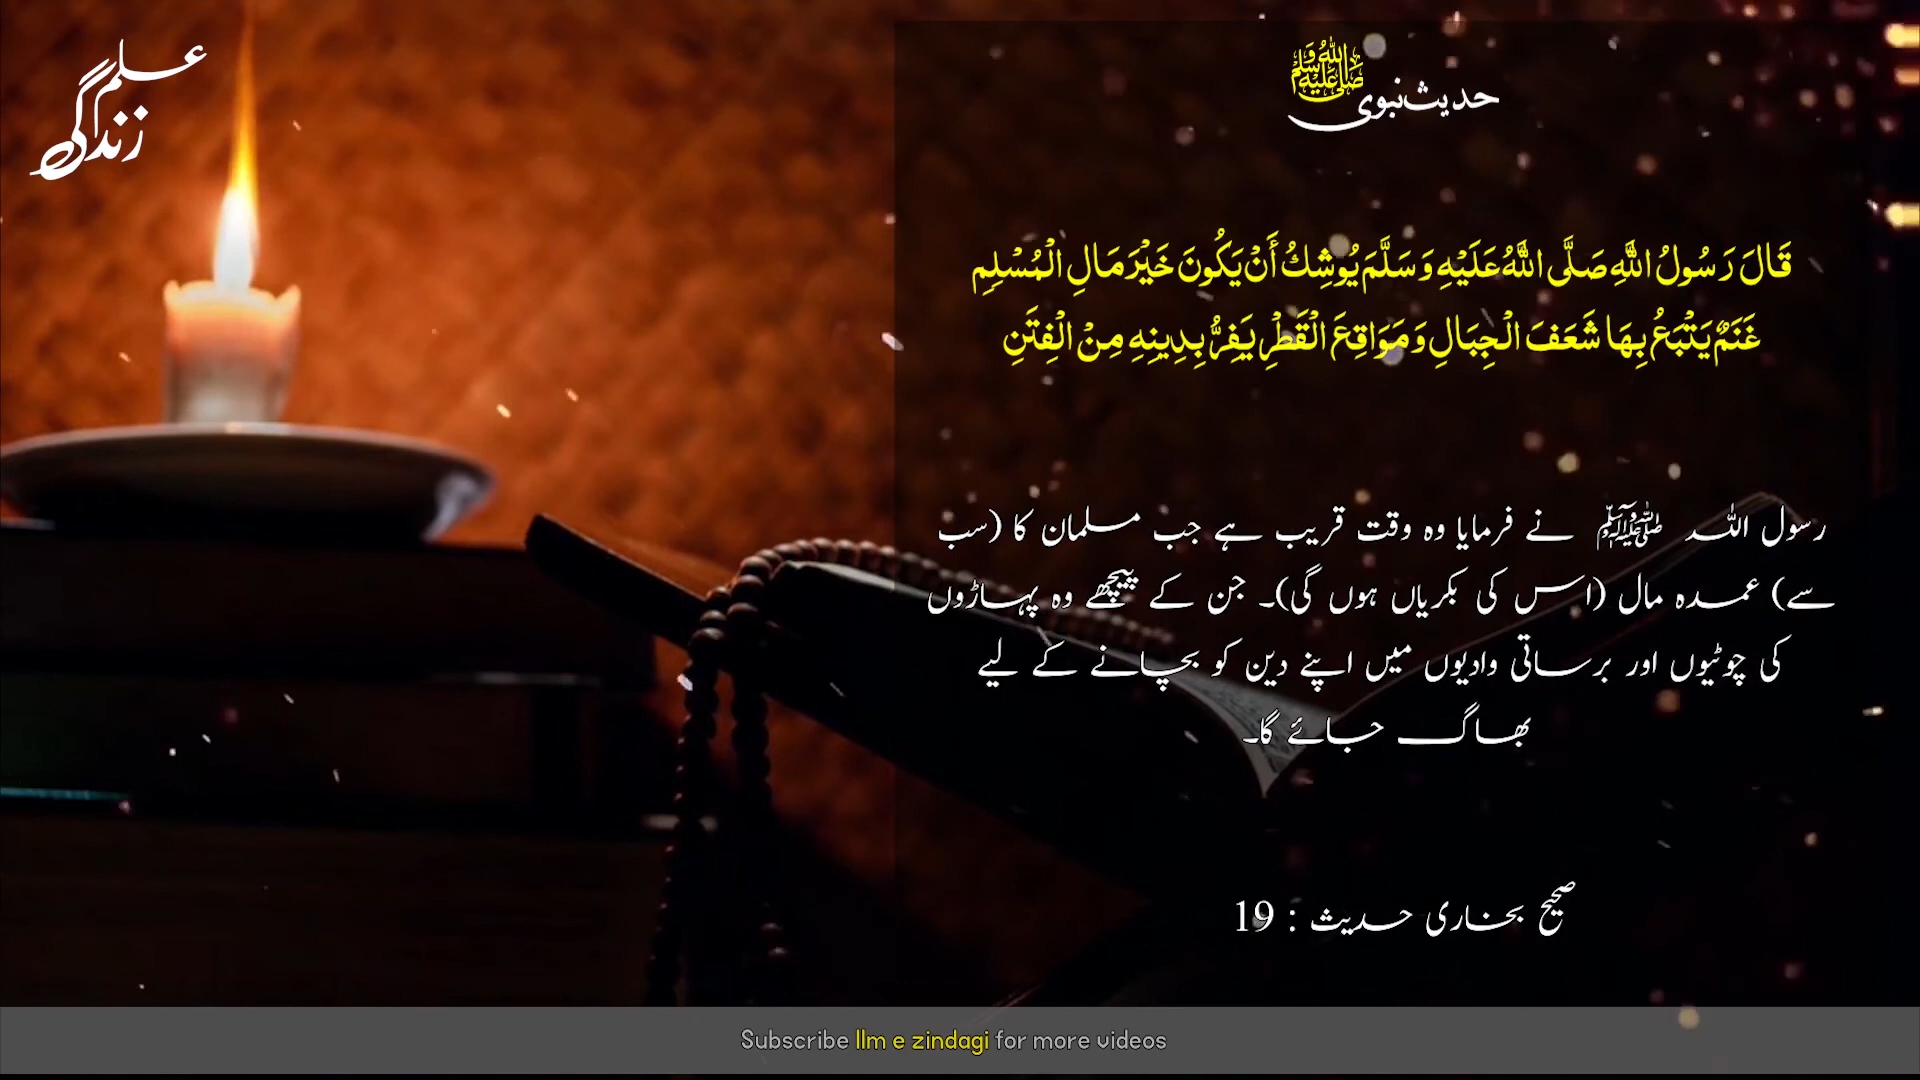 علم
زندگی
حدیث نبوی ﷺ
قَالَ رَسُولُ اللَّهِ صَلَّى اللَّهُ عَلَيْهِ وَسَلَّمَ يُوشِكُ أَنْ يَكُونَ خَيْرَ مَالِ الْمُسْلِمِ
غَنَمٌ يَتْبَعُ بِهَا شَعَفَ الْجِبَالِ وَمَوَاقِعَ الْقَطْرِ يَفِرُّ بِدِينِهِ مِنْ الْفِتَنِ
رسول اللہ ﷺ نے فرمایا وہ وقت قریب ہے جب مسلمان کا (سب
سے) عمدہ مال (اس کی بکریاں ہوں گی)۔ جن کے پیچھے وہ پہاڑوں
کی چوٹیوں اور برساتی وادیوں میں اپنے دین کو بچانے کے لیے
بھاگ جائے گا۔
صحیح بخاری حدیث : 19
Subscribe Ilm e zindagi for more videos